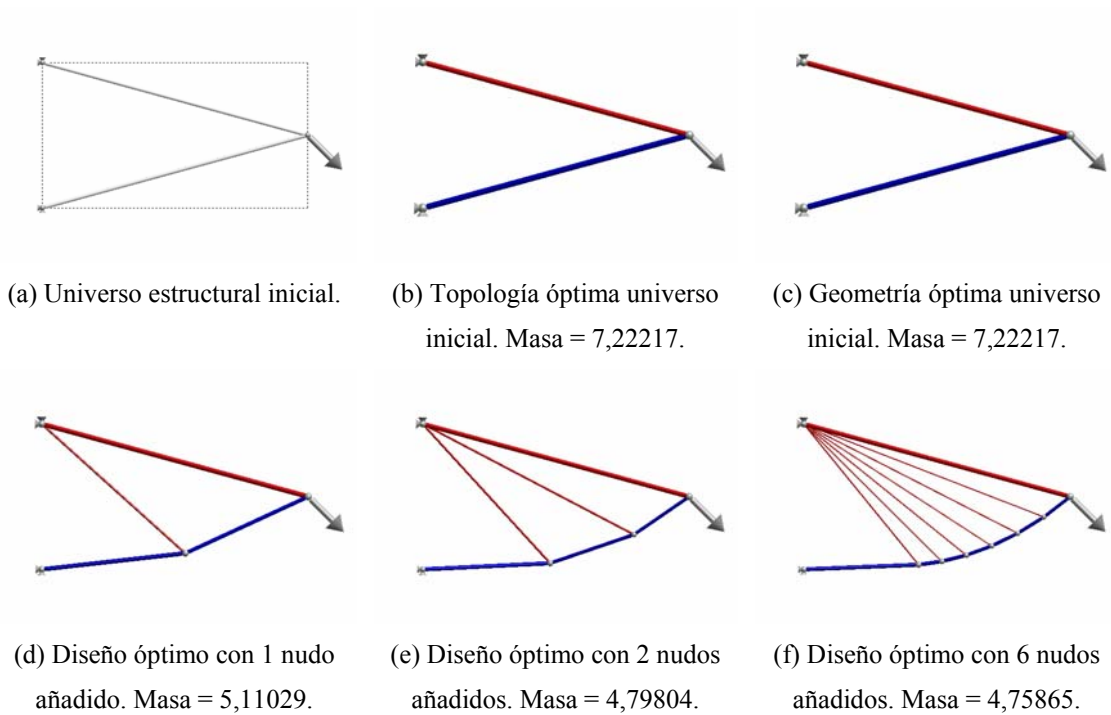 (a) Universo estructural inicial.
(b) Topología óptima universo
inicial. Masa = 7,22217.
(c) Geometría óptima universo
inicial. Masa = 7,22217.
(d) Diseño óptimo con 1 nudo
añadido. Masa = 5,11029.
(e) Diseño óptimo con 2 nudos
añadidos. Masa = 4,79804.
(f) Diseño óptimo con 6 nudos
añadidos. Masa = 4,75865.